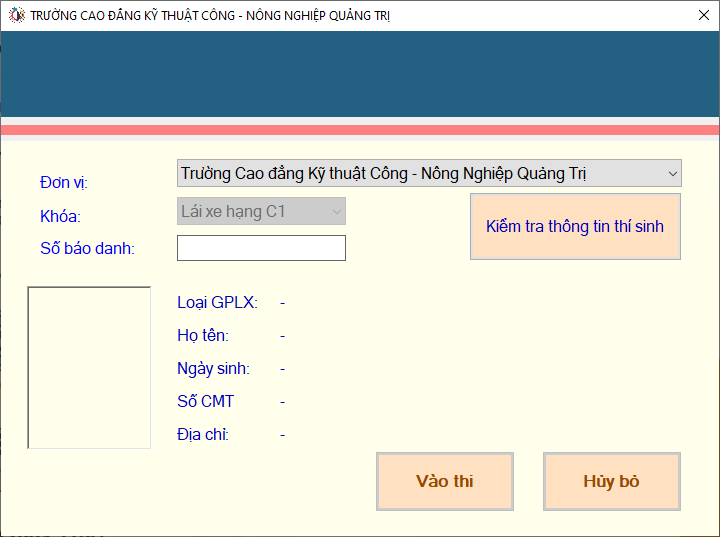 TRƯỜNG CAO ĐẲNG KỸ THUẬT CÔNG - NÔNG NGHIỆP QUẢNG TRỊ
Đơn vị:
Trường Cao đẳng Kỹ thuật Công - Nông Nghiệp Quảng Trị
Khóa:
Lái xe hạng C1
Số báo danh:
Kiểm tra thông tin thí sinh
Loại GPLX: -
Họ tên: -
Ngày sinh: -
Số CMT -
Địa chỉ: -
Vào thi
Hủy bỏ